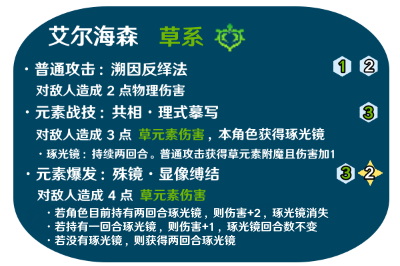 艾尔海森 草系
· 普通攻击：溯因反绎法 1 2
对敌人造成 2 点物理伤害
· 元素战技：共相·理式摹写 3
对敌人造成 3 点 草元素伤害，本角色获得琢光镜
· 琢光镜：持续两回合。普通攻击获得草元素附魔且伤害加1
· 元素爆发：殊镜·显像缚结 3 2
对敌人造成 4 点 草元素伤害
· 若角色目前持有两回合琢光镜，则伤害+2，琢光镜消失
· 若持有一回合琢光镜，则伤害+1，琢光镜回合数不变
· 若没有琢光镜，则获得两回合琢光镜